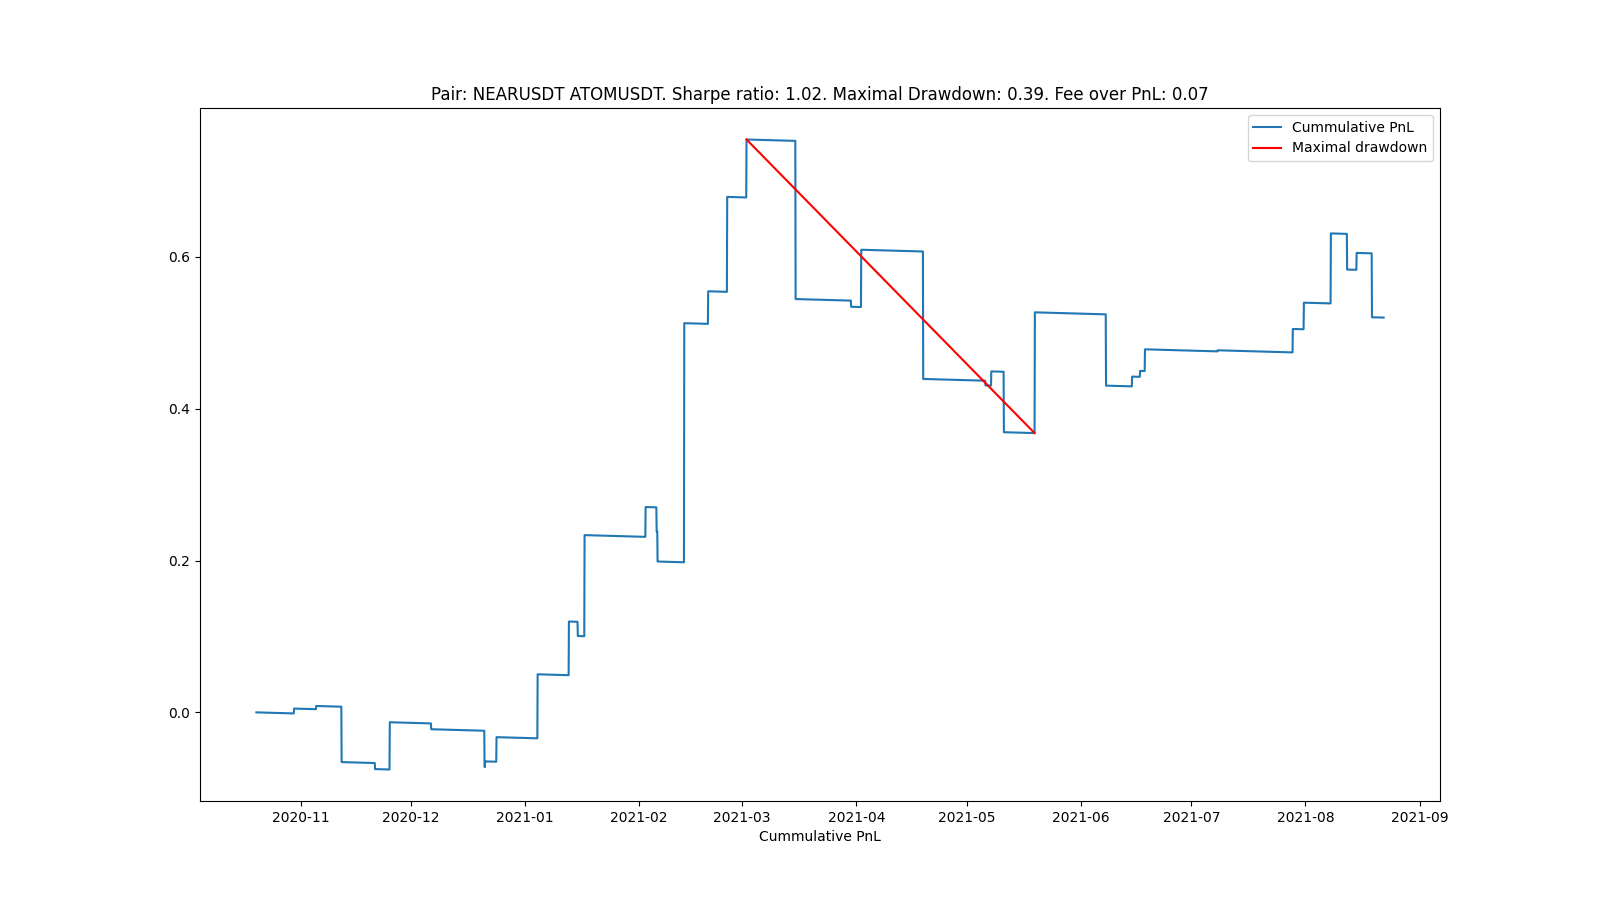 Pair: NEARUSDT ATOMUSDT. Sharpe ratio: 1.02. Maximal Drawdown: 0.39. Fee over PnL: 0.07
Cummulative PnL
Maximal drawdown
0.6
0.4
0.2
0.0
2020-11 2020-12 2021-01 2021-02 2021-03 2021-04 2021-05 2021-06 2021-07 2021-08 2021-09
Cummulative PnL